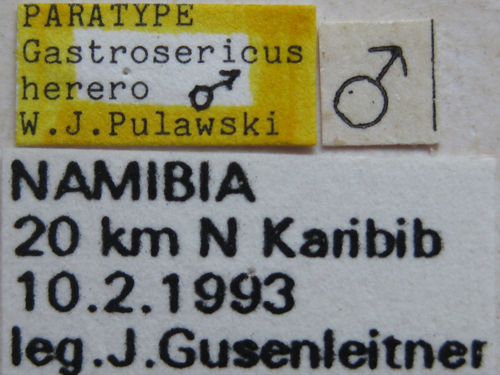 PARATYPE
Gastrosericus
herero ♂
W.J.Pulawski
♂
NAMIBIA
20 km N Karibib
10.2.1993
leg.J.Gusenleitner